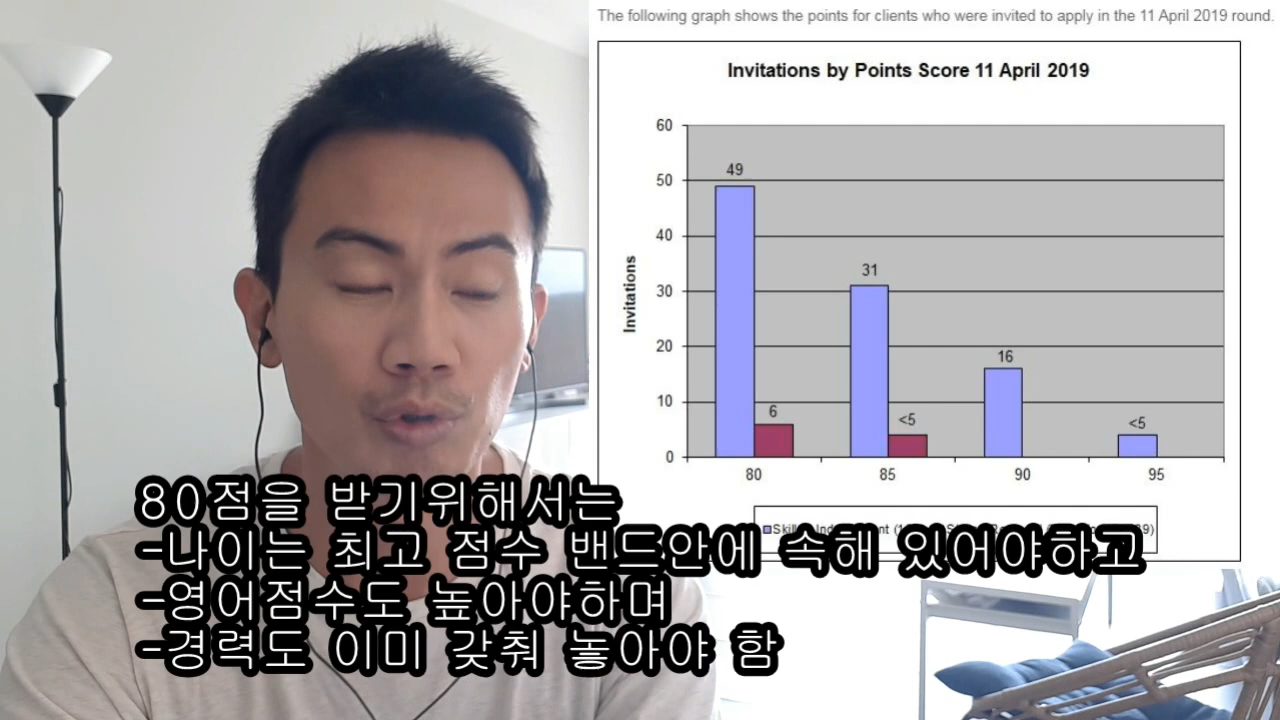 The following graph shows the points for clients who were invited to apply in the 11 April 2019 round.
Invitations by Points Score 11 April 2019
Invitations
60
50
40
30
20
10
0
49
6
31
<5
16
<5
80
85
90
95
80점을 받기위해서는
-나이는 최고 점수 밴드안에 속해 있어야하고
-영어점수도 높아야하며
-경력도 이미 갖춰 놓아야 함